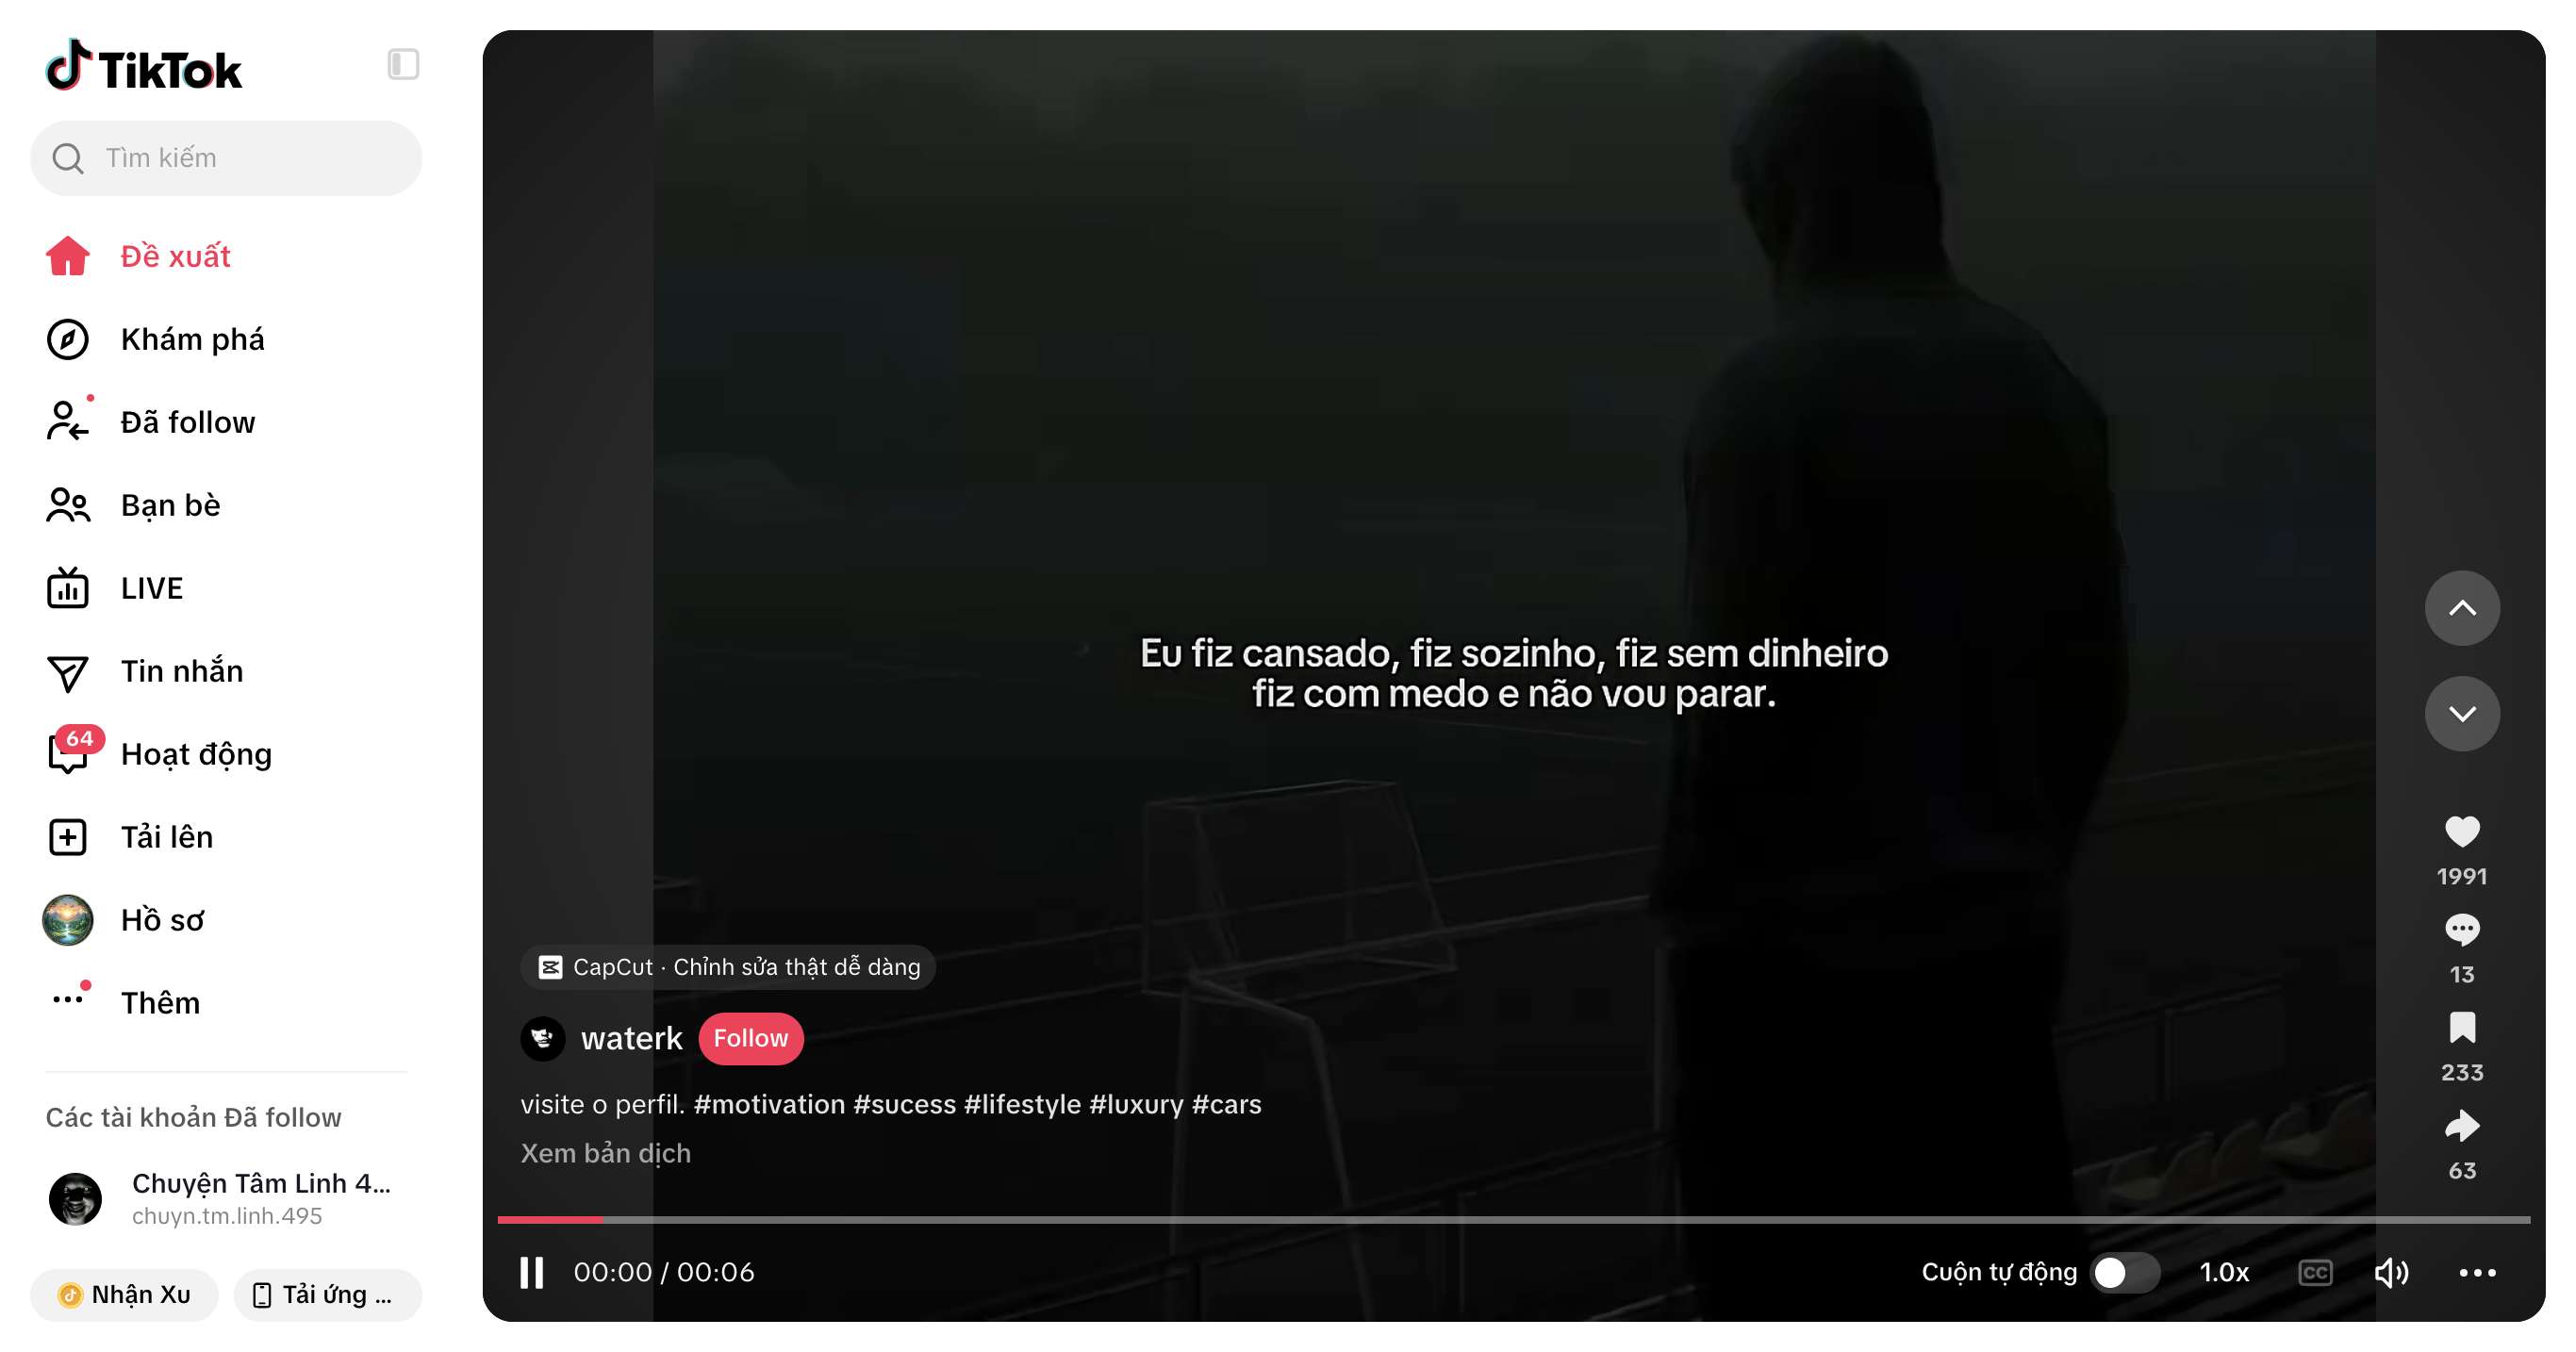 TikTok
Tìm kiếm
Đề xuất
Khám phá
Đã follow
Bạn bè
LIVE
Tin nhắn
64
Hoạt động
Tải lên
Hồ sơ
Thêm
Các tài khoản Đã follow
Chuyện Tâm Linh 4...
chuyn.tm.linh.495
Nhận Xu
Tải ứng ...
Eu fiz cansado, fiz sozinho, fiz sem dinheiro
fiz com medo e não vou parar.
CapCut · Chỉnh sửa thật dễ dàng
waterk
Follow
visite o perfil. #motivation #sucess #lifestyle #luxury #cars
Xem bản dịch
1991
13
233
63
00:00 / 00:06
Cuộn tự động
1.0x
CC